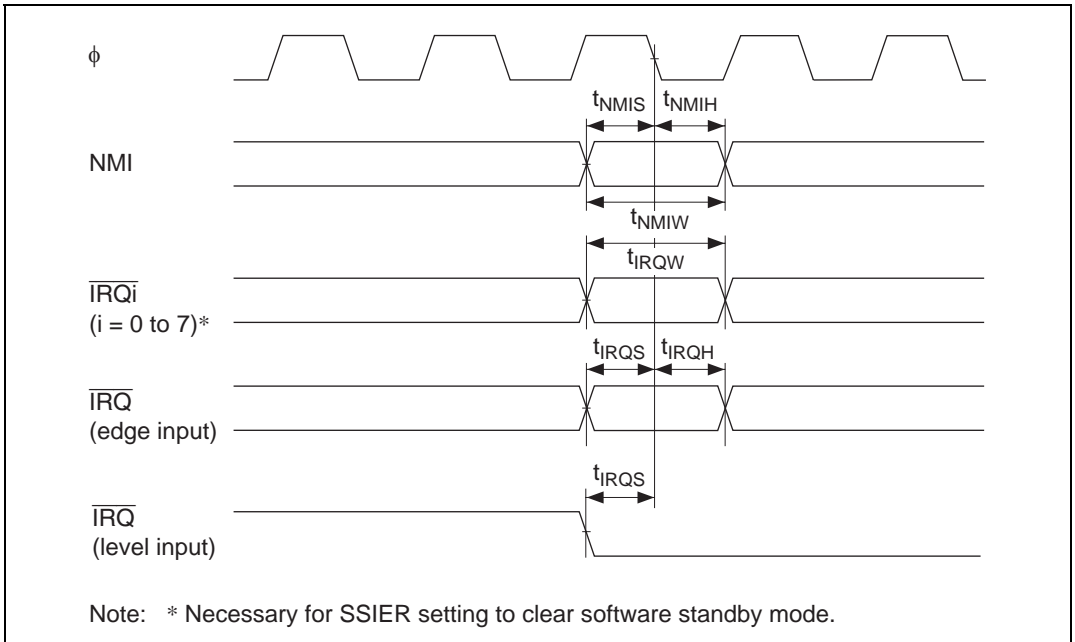 ϕ
tNMIS tNMIH
NMI
tNMIW
tIRQW
IRQi
(i = 0 to 7)*
tIRQS tIRQH
IRQ
(edge input)
tIRQS
IRQ
(level input)
Note: * Necessary for SSIER setting to clear software standby mode.